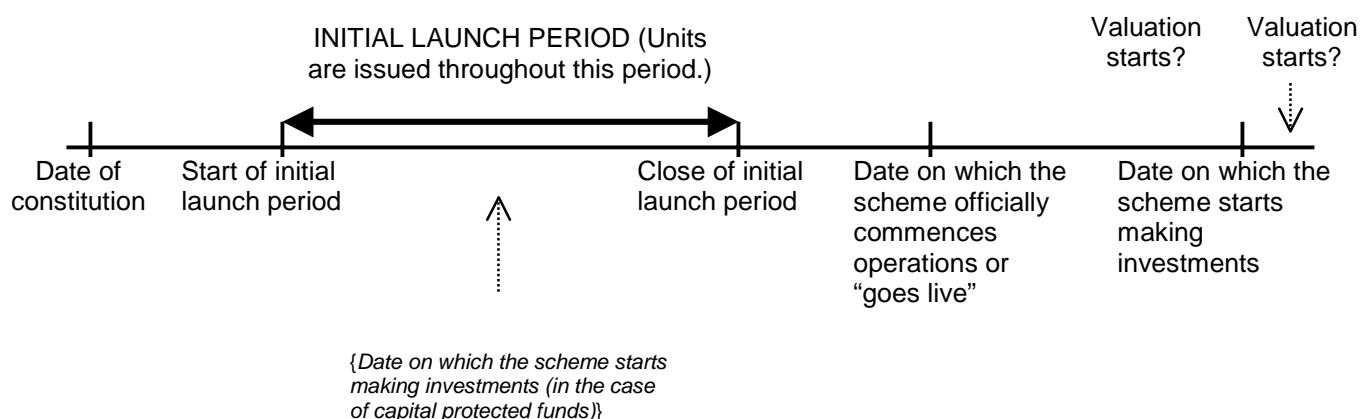 INITIAL LAUNCH PERIOD (Units
are issued throughout this period.)
Valuation
starts?
Valuation
starts?
Date of
constitution
Start of initial
launch period
Close of initial
launch period
Date on which the
scheme officially
commences
operations or
“goes live”
Date on which the
scheme starts
making
investments
{Date on which the scheme starts
making investments (in the case
of capital protected funds)}